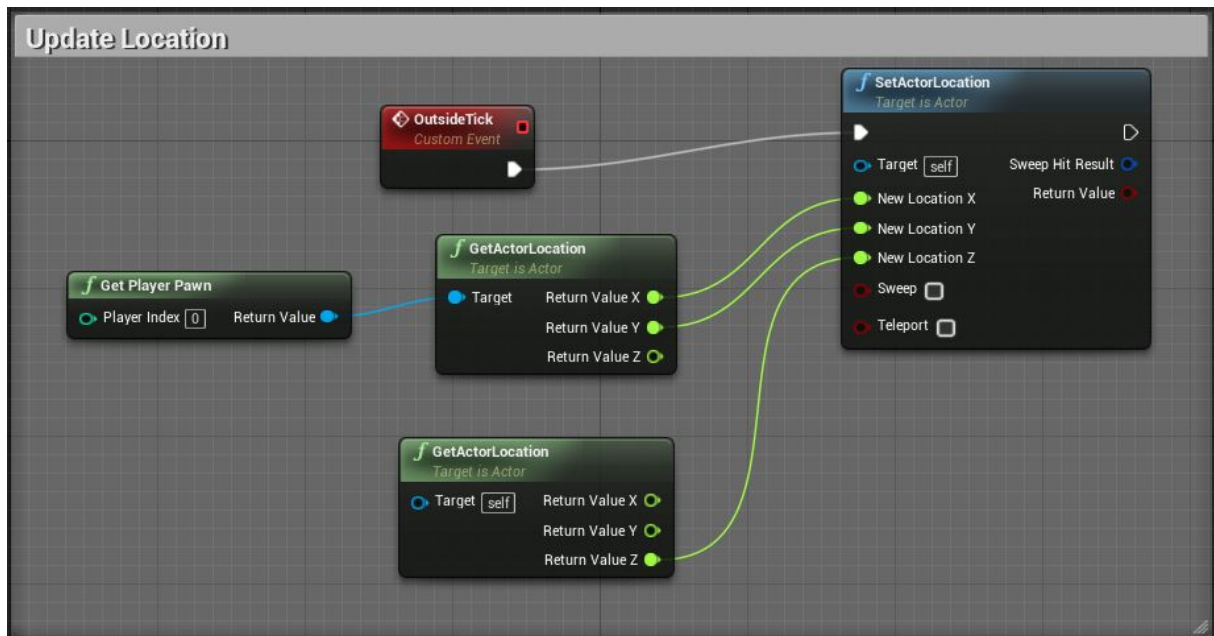 Update Location
OutsideTick
Custom Event
SetActorLocation
Target is Actor
Target self
Sweep Hit Result
New Location X
Return Value
New Location Y
New Location Z
Sweep
Teleport
GetActorLocation
Target is Actor
Target
Return Value X
Return Value Y
Return Value Z
Get Player Pawn
Player Index 0
Return Value
GetActorLocation
Target is Actor
Target self
Return Value X
Return Value Y
Return Value Z